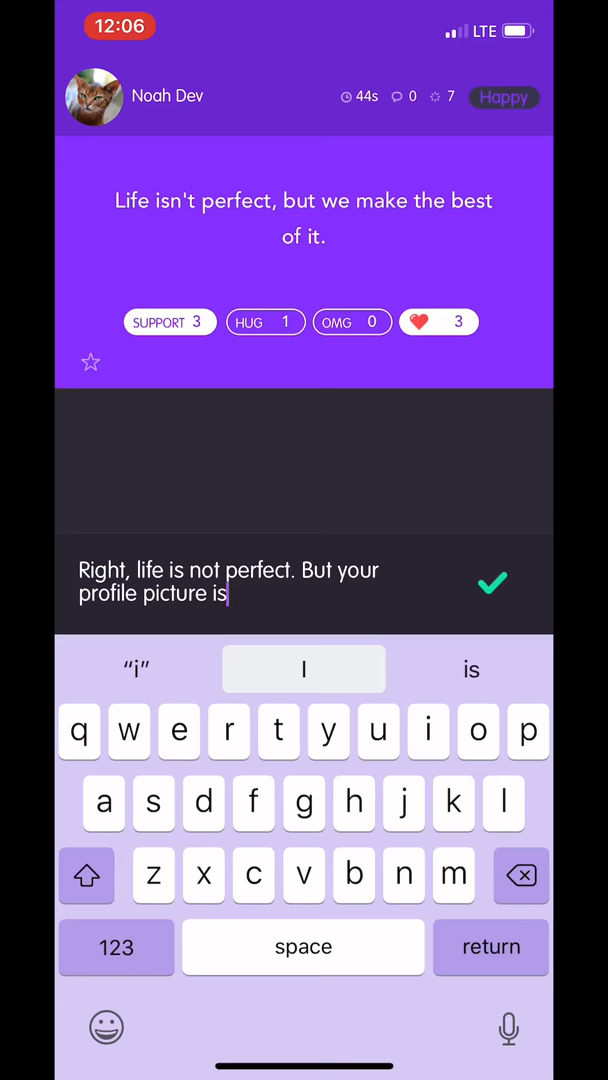 12:06
LTE
Noah Dev
44s 0 7 Happy
Life isn't perfect, but we make the best
of it.
SUPPORT 3 HUG 1 OMG 0 3
Right, life is not perfect. But your
profile picture is
“i” I is
q w e r t y u i o p
a s d f g h j k l
z x c v b n m
123 space return